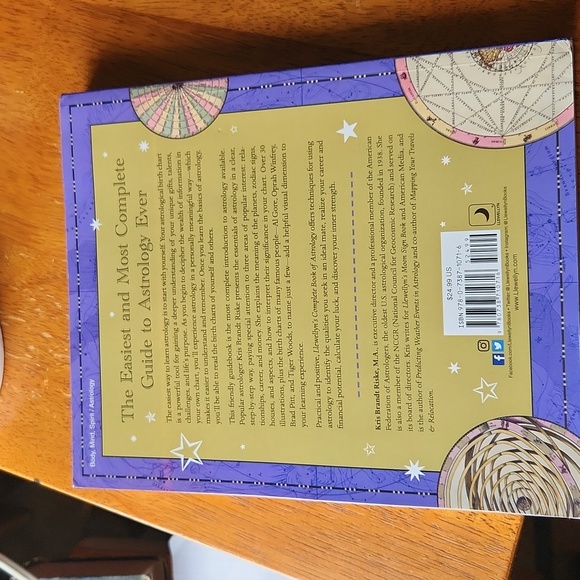 Body, Mind, Spirit / Astrology
The Easiest and Most Complete
Guide to Astrology Ever
The easiest way to learn astrology is to start with yourself. Your astrological birth chart
is a powerful tool for gaining a deeper understanding of your unique gifts, talents,
challenges, and life's purpose. As you begin to decipher the wealth of information in
your own chart, you'll experience astrology in a personally meaningful way—which
makes it easier to understand and remember. Once you learn the basics of astrology,
you'll be able to read the birth charts of yourself and others.
This friendly guidebook is the most complete introduction to astrology available.
Popular astrologer Kris Brandt Riske presents the essentials of astrology in a clear,
step-by-step way, paying special attention to three areas of popular interest: rela-
tionships, career, and money. She explains the meaning of the planets, zodiac signs,
houses, and aspects, and how to interpret their significance in your chart. Over 30
illustrations, plus the birth charts of many famous people—Al Gore, Oprah Winfrey,
Brad Pitt, and Tiger Woods, to name just a few—add a helpful visual dimension to
your learning experience.
Practical and positive, Llewellyn's Complete Book of Astrology offers techniques for using
astrology to identify the qualities you seek in an ideal mate, realize your career and
financial potential, calculate your luck, and discover your inner strength.
Kris Brandt Riske, M.A., is executive director and a professional member of the American
Federation of Astrologers, the oldest U.S. astrological organization, founded in 1938. She
is also a member of the NCGR (National Council for Geocosmic Research) and served on
its board of directors. Kris writes for Llewellyn's Moon Sign Book and American Media, and
is the author of Predicting Weather Events in Astrology and co-author of Mapping Your Travels
& Relocation.
$24.99 US
ISBN 978-0-7387-1071-6
52499
9 780738 710716
LLEWELLYN
www.llewellyn.com